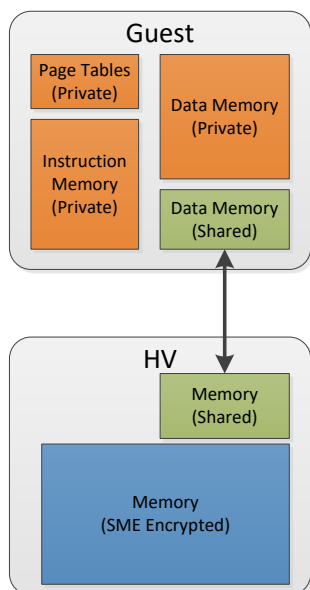 Guest
Page Tables
(Private)
Instruction
Memory
(Private)
Data Memory
(Private)
Data Memory
(Shared)
HV
Memory
(Shared)
Memory
(SME Encrypted)